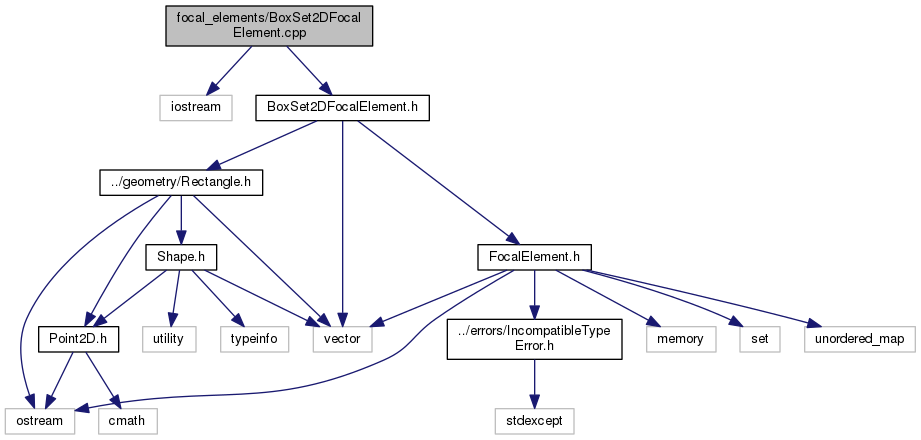 focal_elements/BoxSet2DFocal
Element.cpp
iostream
BoxSet2DFocalElement.h
../geometry/Rectangle.h
Shape.h
FocalElement.h
Point2D.h
utility
typeinfo
vector
../errors/IncompatibleType
Error.h
memory
set
unordered_map
ostream
cmath
stdexcept